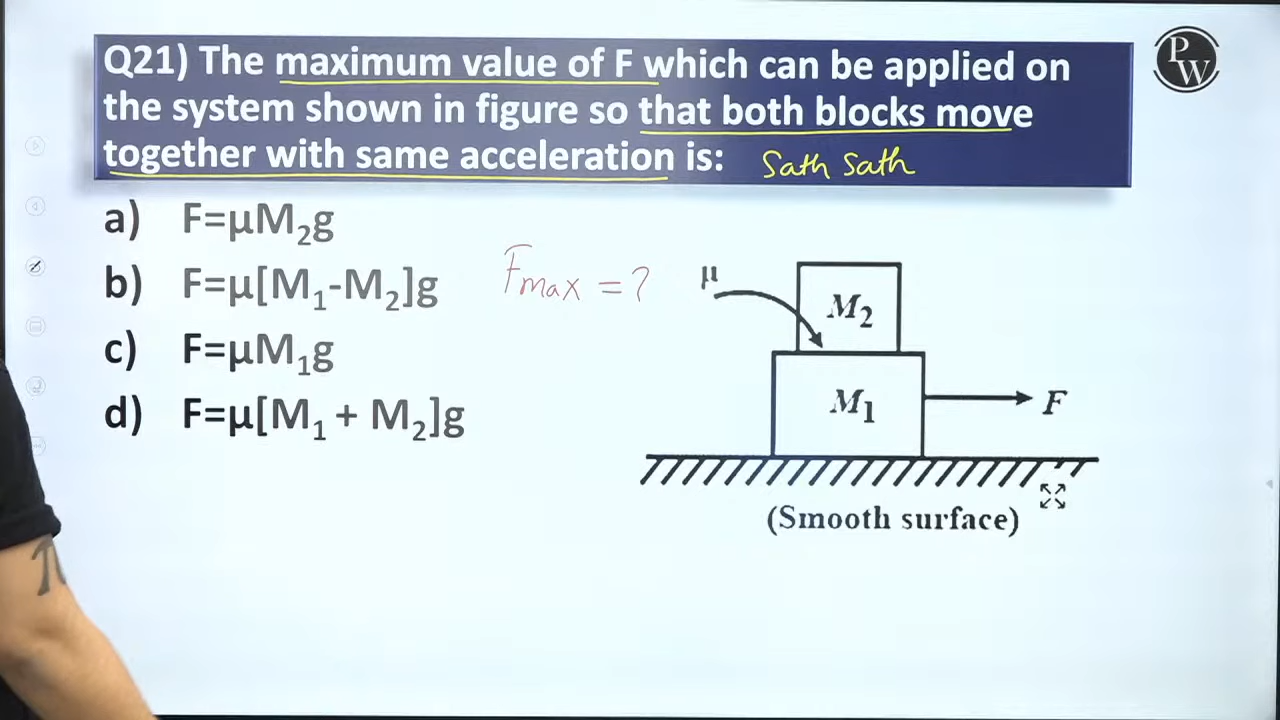 Q21) The maximum value of F which can be applied on
the system shown in figure so that both blocks move
together with same acceleration is: Sath Sath
PW
a) F=μM₂g
b) F=μ[M₁-M₂]g
c) F=μM₁g
d) F=μ[M₁ + M₂]g
Fmax = ?
μ
M₂
M₁
F
(Smooth surface)
π